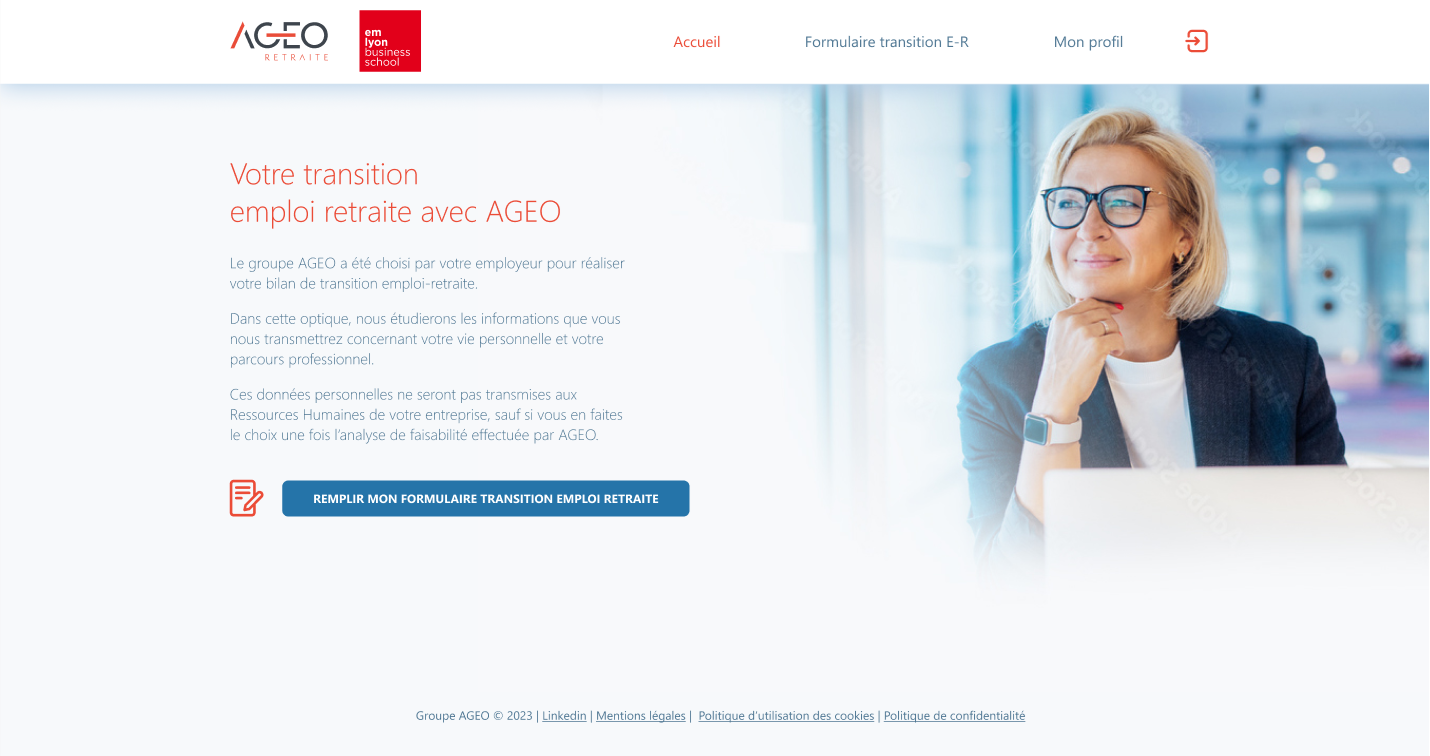 AGEO
RETRAITE
em
lyon
business
school
Accueil
Formulaire transition E-R
Mon profil
Votre transition
emploi retraite avec AGEO
Le groupe AGEO a été choisi par votre employeur pour réaliser
votre bilan de transition emploi-retraite.
Dans cette optique, nous étudierons les informations que vous
nous transmettrez concernant votre vie personnelle et votre
parcours professionnel.
Ces données personnelles ne seront pas transmises aux
Ressources Humaines de votre entreprise, sauf si vous en faites
le choix une fois l’analyse de faisabilité effectuée par AGEO.
REMPLIR MON FORMULAIRE TRANSITION EMPLOI RETRAITE
Groupe AGEO © 2023 | Linkedin | Mentions légales | Politique d'utilisation des cookies | Politique de confidentialité